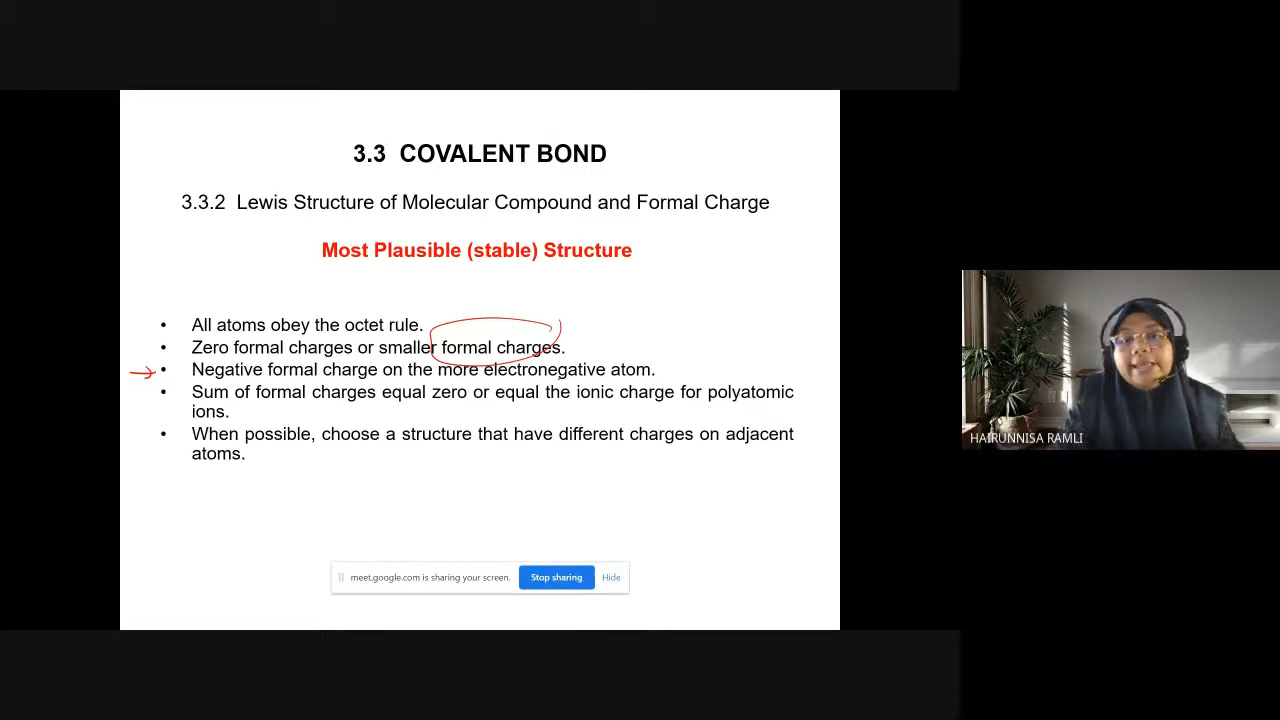 3.3 COVALENT BOND
3.3.2 Lewis Structure of Molecular Compound and Formal Charge
Most Plausible (stable) Structure
• All atoms obey the octet rule.
• Zero formal charges or smaller formal charges.
• Negative formal charge on the more electronegative atom.
• Sum of formal charges equal zero or equal the ionic charge for polyatomic
ions.
• When possible, choose a structure that have different charges on adjacent
atoms.
meet.google.com is sharing your screen. Stop sharing Hide
HAIRUNNISA RAMLI